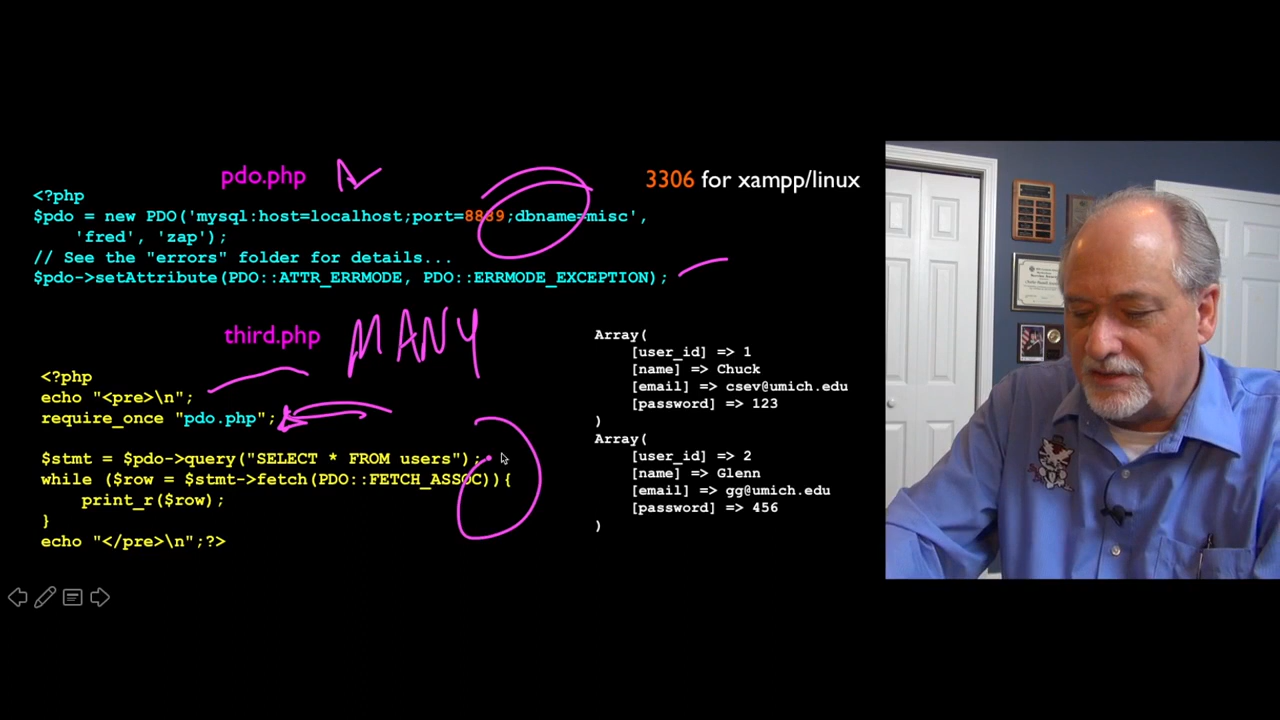 pdo.php
3306 for xampp/linux
<?php
$pdo = new PDO('mysql:host=localhost;port=8889;dbname=misc',
'fred', 'zap');
// See the "errors" folder for details...
$pdo->setAttribute(PDO::ATTR_ERRMODE, PDO::ERRMODE_EXCEPTION);
third.php MANY
<?php
echo "<pre>\n";
require_once "pdo.php";
$stmt = $pdo->query("SELECT * FROM users");
while ($row = $stmt->fetch(PDO::FETCH_ASSOC)){
print_r($row);
}
echo "</pre>\n";?>
Array(
[user_id] => 1
[name] => Chuck
[email] => csev@umich.edu
[password] => 123
)
Array(
[user_id] => 2
[name] => Glenn
[email] => gg@umich.edu
[password] => 456
)